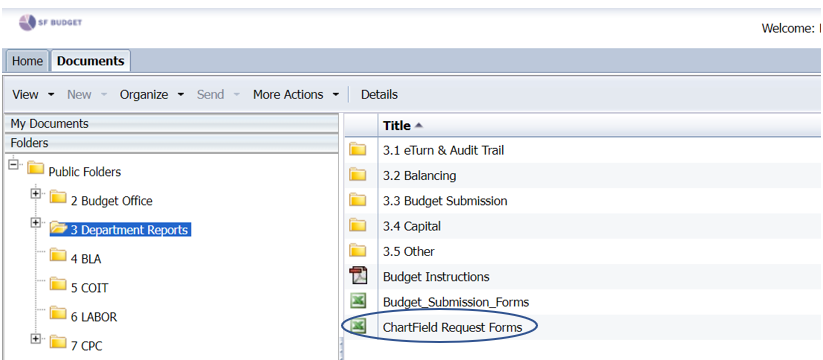 SF BUDGET
Welcome:
Home Documents
View New Organize Send More Actions Details
My Documents
Folders
Public Folders
2 Budget Office
3 Department Reports
4 BLA
5 COIT
6 LABOR
7 CPC
Title
3.1 eTurn & Audit Trail
3.2 Balancing
3.3 Budget Submission
3.4 Capital
3.5 Other
Budget Instructions
Budget_Submission_Forms
ChartField Request Forms